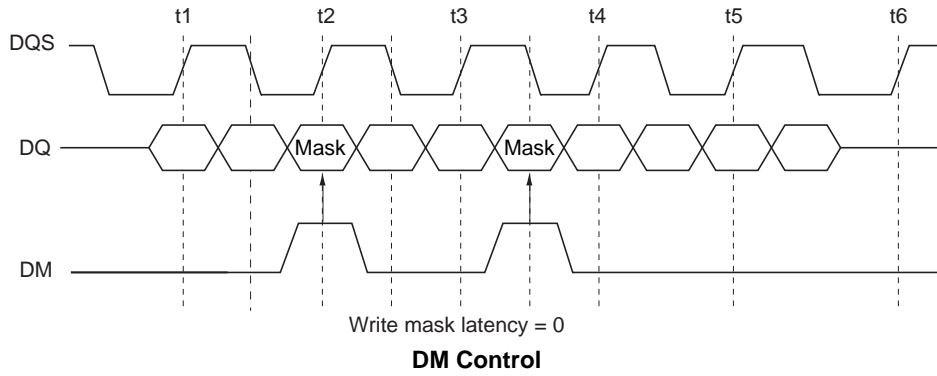 t1 t2 t3 t4 t5 t6
DQS
DQ Mask Mask
DM
Write mask latency = 0
DM Control